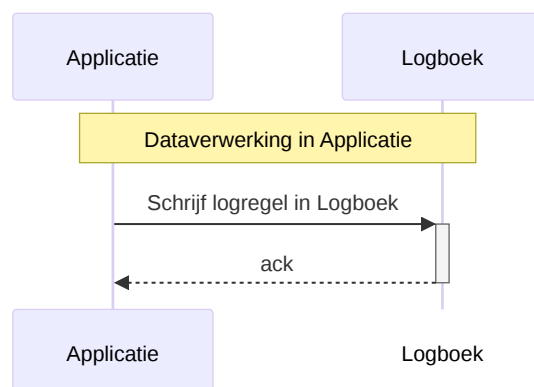 Applicatie
Logboek
Dataverwerking in Applicatie
Schrijf logregel in Logboek
ack
Applicatie
Logboek